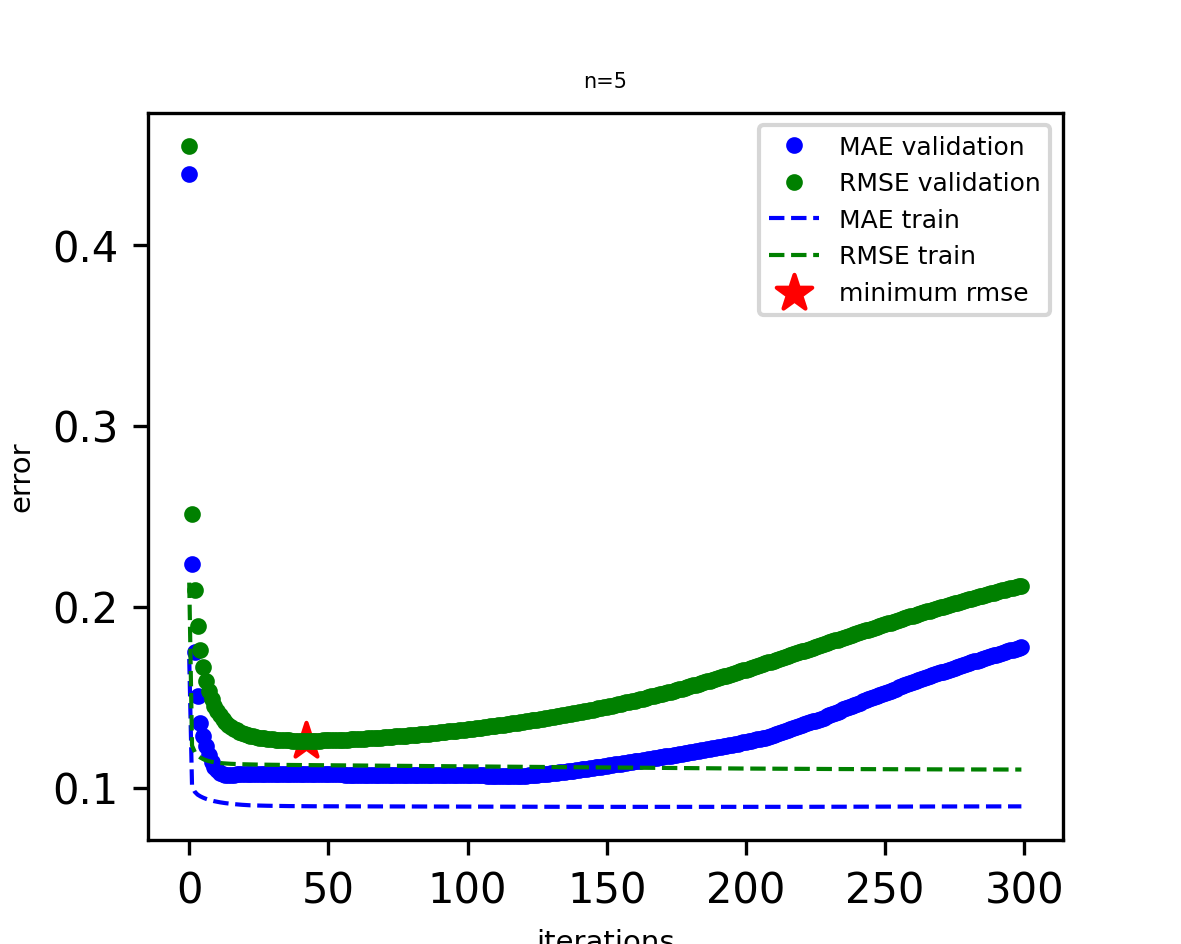 n=5
MAE validation
RMSE validation
MAE train
RMSE train
minimum rmse
error
0.4
0.3
0.2
0.1
0 50 100 150 200 250 300
iterations